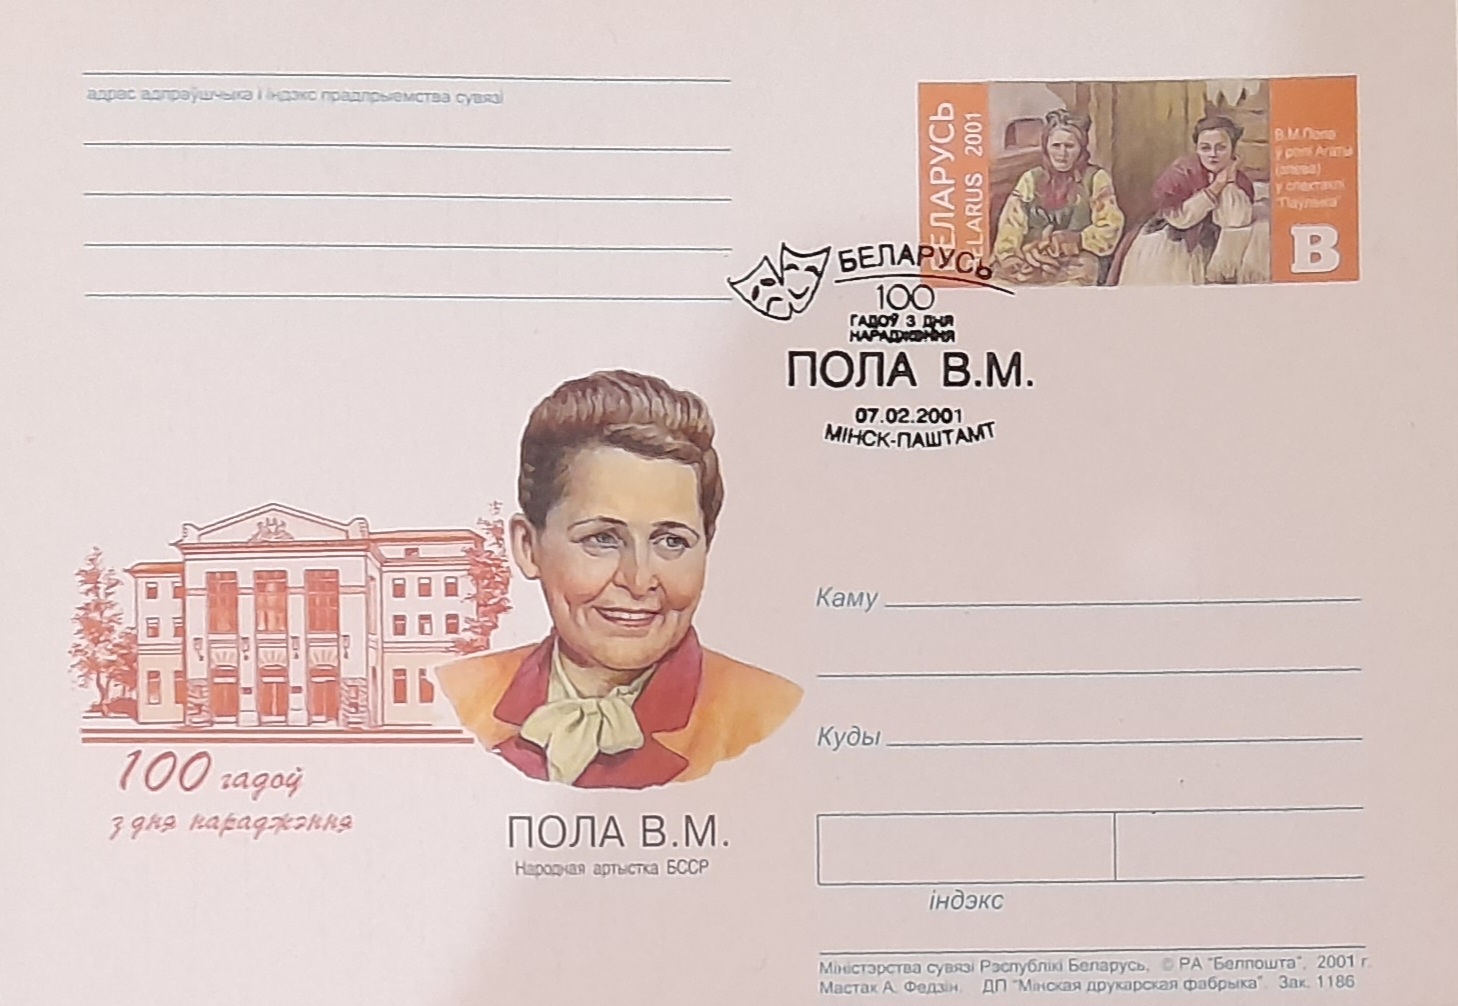 адрас адпраўшчыка і індэкс прадпрыемства сувязі
БЕЛАРУСЬ
BELARUS 2001
В.М.Пола
ў ролі Агаты
(злева)
у спектаклі
"Паўлінка"
B
БЕЛАРУСЬ
100
ГАДОЎ З ДНЯ
НАРАДЖЭННЯ
ПОЛА В.М.
07.02.2001
МІНСК-ПАШТАМТ
100 гадоў
з дня нараджэння
ПОЛА В.М.
Народная артыстка БССР
Каму
Куды
індэкс
Міністэрства сувязі Рэспублікі Беларусь, © РА "Белпошта", 2001 г.
Мастак А. Федзін. ДП "Мінская друкарская фабрыка". Зак. 1186